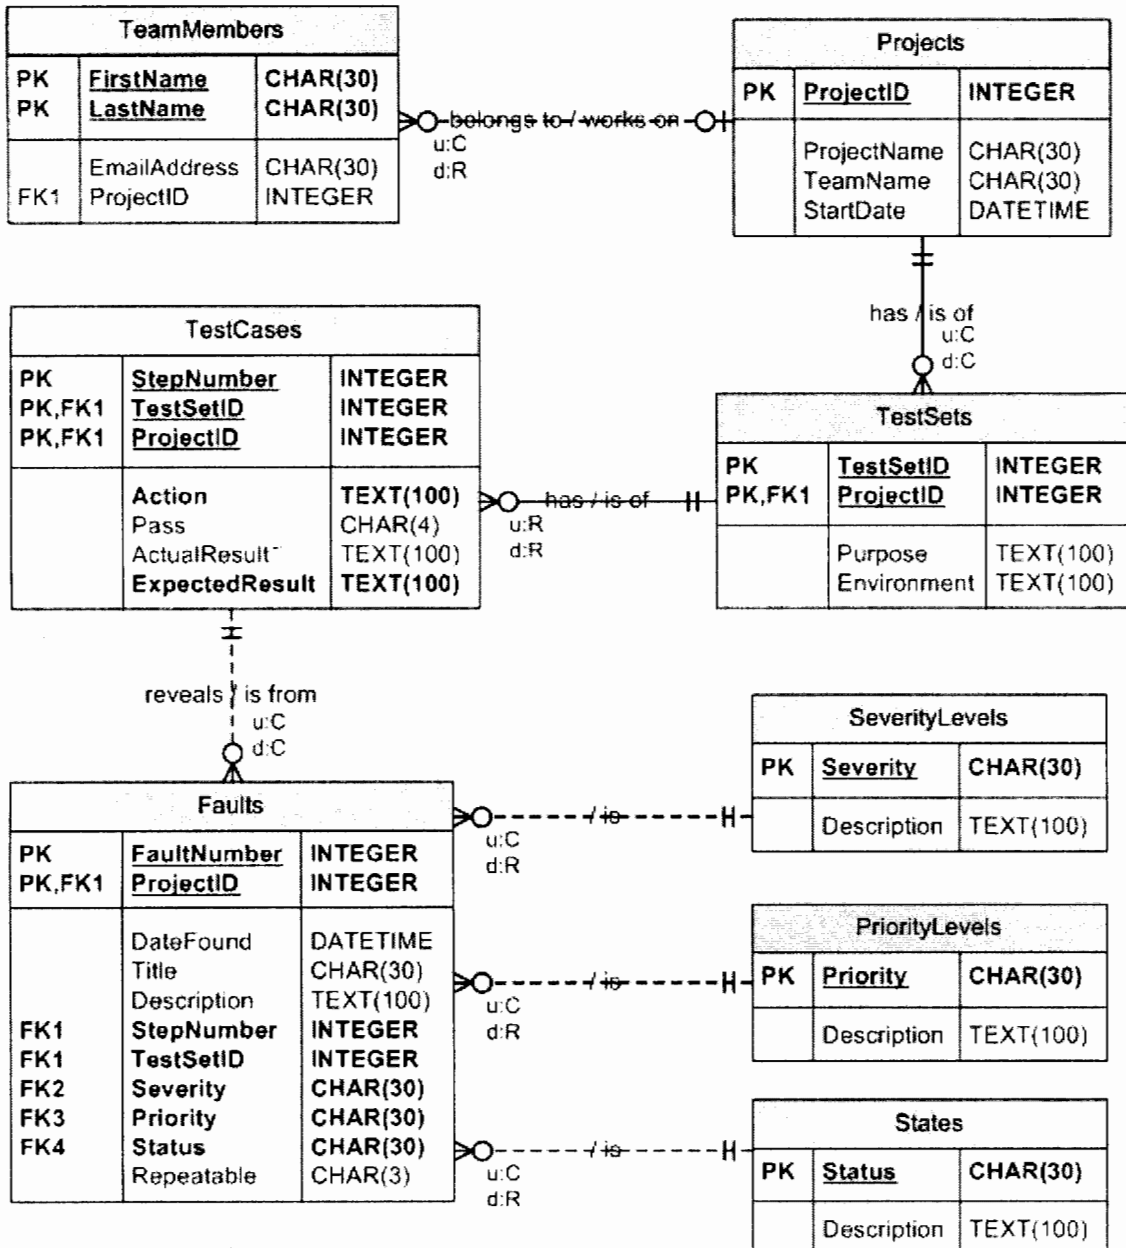 TeamMembers
PK FirstName CHAR(30)
PK LastName CHAR(30)
EmailAddress CHAR(30)
FK1 ProjectID INTEGER
belongs to / works on
u:C
d:R
Projects
PK ProjectID INTEGER
ProjectName CHAR(30)
TeamName CHAR(30)
StartDate DATETIME
has / is of
u:C
d:C
TestCases
PK StepNumber INTEGER
PK,FK1 TestSetID INTEGER
PK,FK1 ProjectID INTEGER
Action TEXT(100)
Pass CHAR(4)
ActualResult TEXT(100)
ExpectedResult TEXT(100)
has / is of
u:R
d:R
TestSets
PK TestSetID INTEGER
PK,FK1 ProjectID INTEGER
Purpose TEXT(100)
Environment TEXT(100)
reveals / is from
u:C
d:C
Faults
PK FaultNumber INTEGER
PK,FK1 ProjectID INTEGER
DateFound DATETIME
Title CHAR(30)
Description TEXT(100)
FK1 StepNumber INTEGER
FK1 TestSetID INTEGER
FK2 Severity CHAR(30)
FK3 Priority CHAR(30)
FK4 Status CHAR(30)
Repeatable CHAR(3)
/ is
u:C
d:R
SeverityLevels
PK Severity CHAR(30)
Description TEXT(100)
/ is
u:C
d:R
PriorityLevels
PK Priority CHAR(30)
Description TEXT(100)
/ is
u:C
d:R
States
PK Status CHAR(30)
Description TEXT(100)